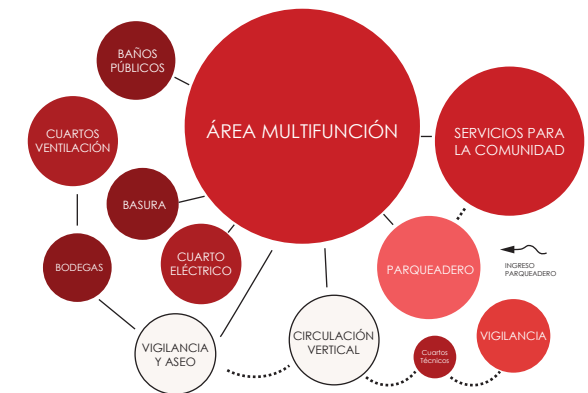 BAÑOS
PÚBLICOS
ÁREA MULTIFUNCIÓN
SERVICIOS PARA
LA COMUNIDAD
CUARTOS
VENTILACIÓN
BASURA
CUARTO
ELÉCTRICO
BODEGAS
PARQUEADERO
INGRESO
PARQUEADERO
VIGILANCIA
Y ASEO
CIRCULACIÓN
VERTICAL
Cuartos
Técnicos
VIGILANCIA